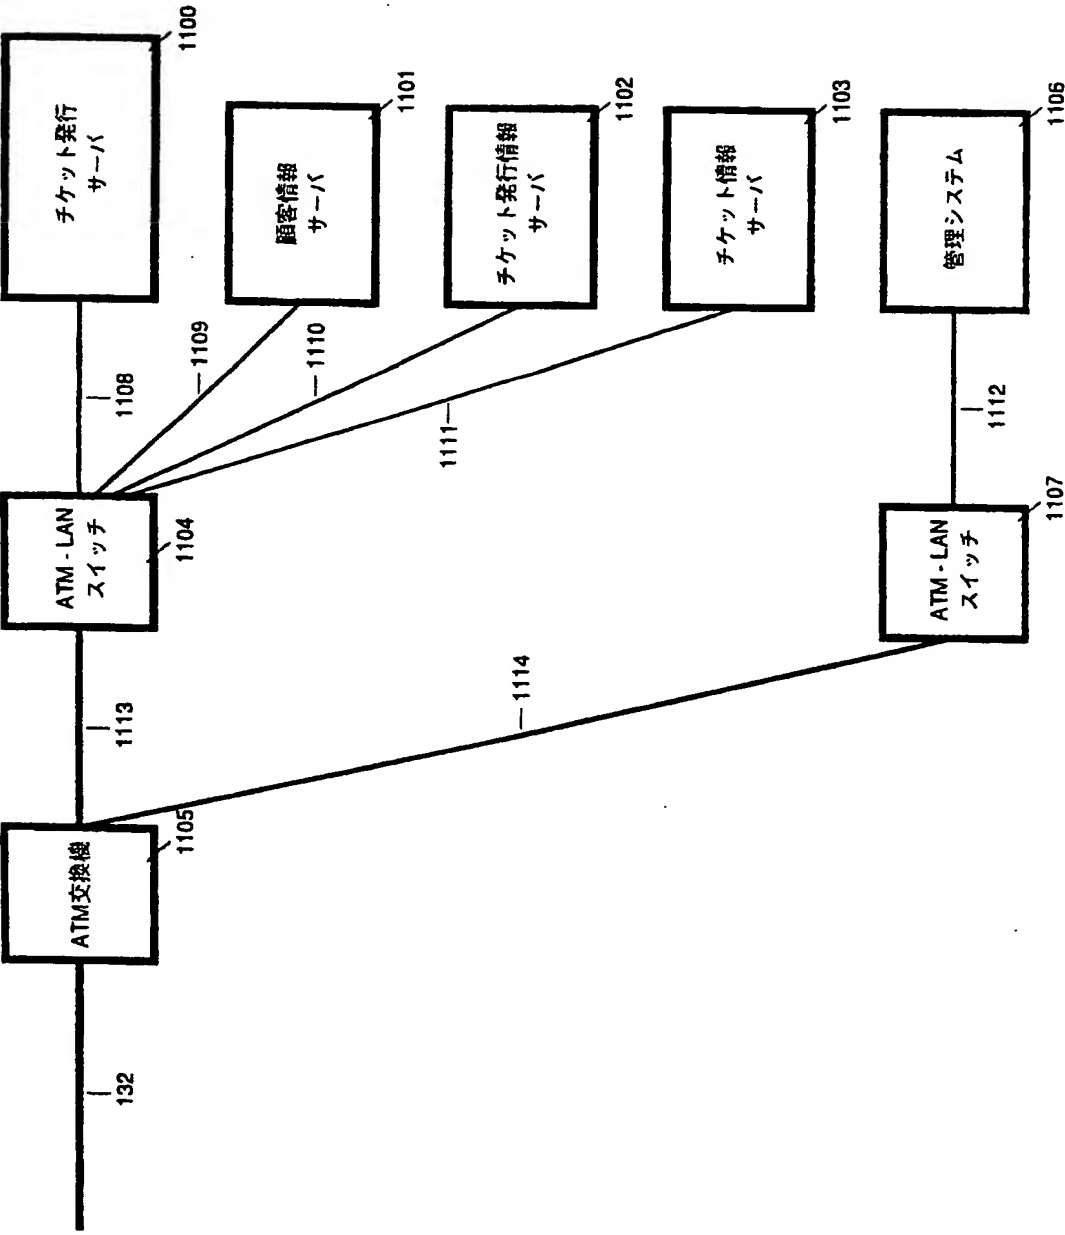 チケット発行
サーバ
1100
顧客情報
サーバ
1101
チケット発行情報
サーバ
1102
チケット情報
サーバ
1103
管理システム
1106
1108
1109
1110
1111
1112
ATM - LAN
スイッチ
1104
ATM - LAN
スイッチ
1107
1113
1114
ATM交換機
1105
132